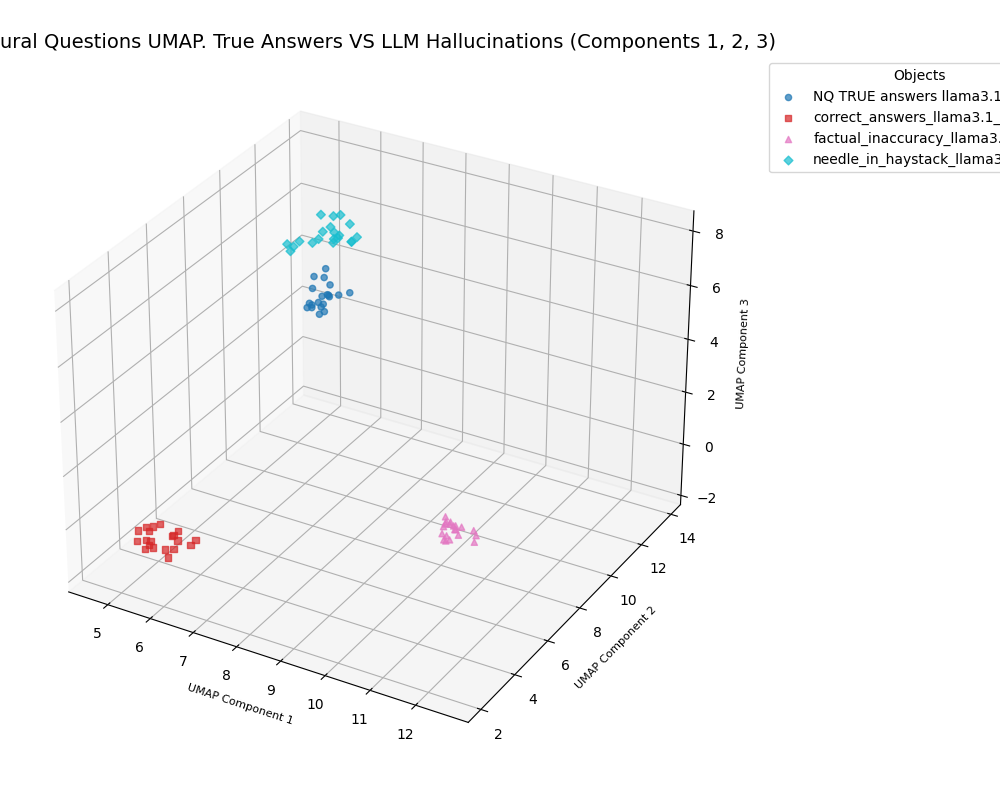 ural Questions UMAP. True Answers VS LLM Hallucinations (Components 1, 2, 3)
Objects
NQ TRUE answers llama3.1
correct_answers_llama3.1_
factual_inaccuracy_llama3.
needle_in_haystack_llama3
8
6
4
2
0
−2
UMAP Component 3
14
12
10
8
6
4
2
UMAP Component 2
5
6
7
8
9
10
11
12
UMAP Component 1